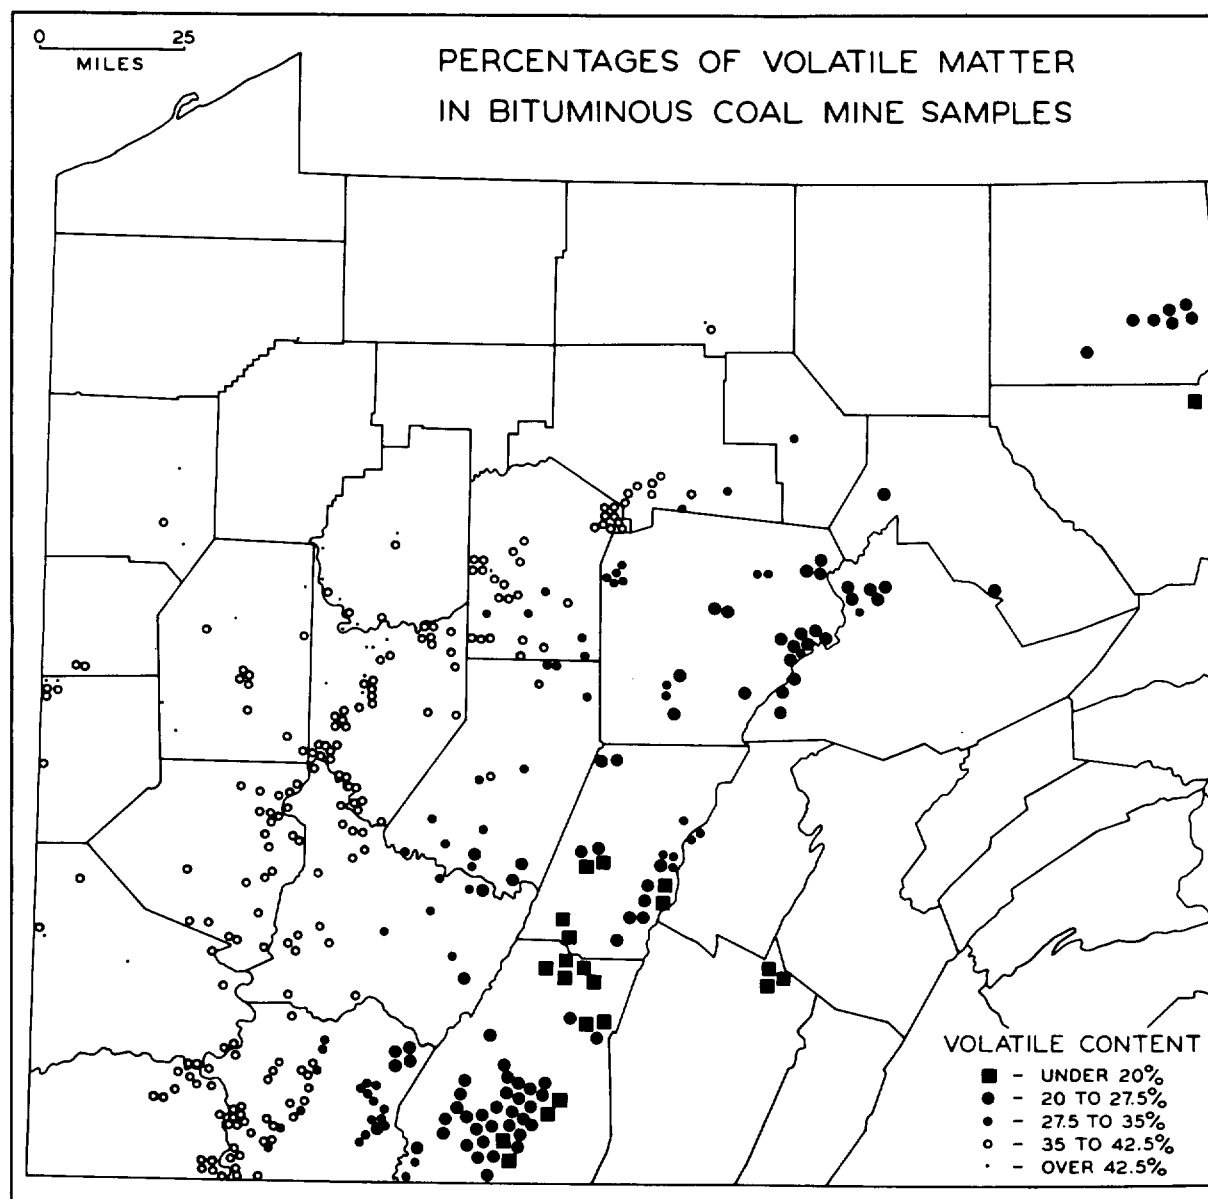 0 25
MILES
PERCENTAGES OF VOLATILE MATTER
IN BITUMINOUS COAL MINE SAMPLES
VOLATILE CONTENT
■ - UNDER 20%
● - 20 TO 27.5%
• - 27.5 TO 35%
○ - 35 TO 42.5%
· - OVER 42.5%